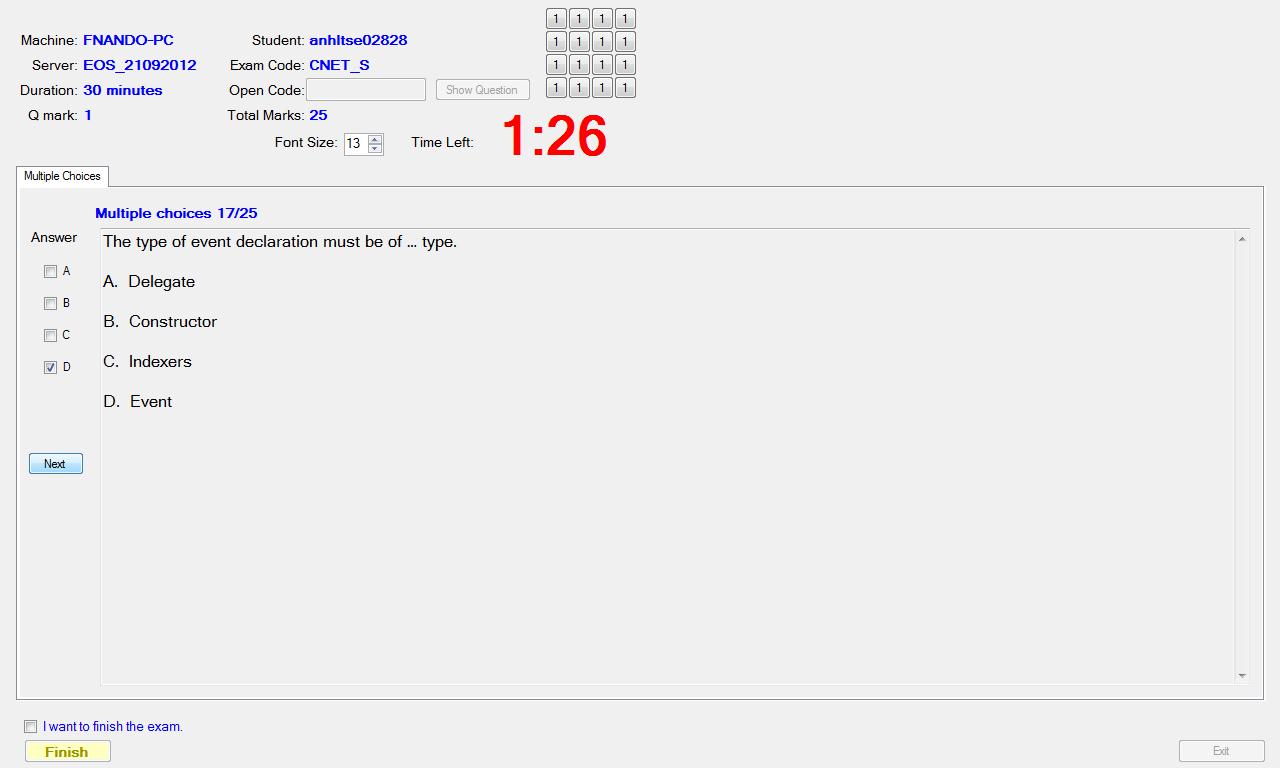 Machine: FNANDO-PC Student: anhltse02828
Server: EOS_21092012 Exam Code: CNET_S
Duration: 30 minutes Open Code: Show Question
Q mark: 1 Total Marks: 25
Font Size: 13 Time Left: 1:26
1 1 1 1
1 1 1 1
1 1 1 1
1 1 1 1
Multiple Choices
Multiple choices 17/25
Answer
A
B
C
D
Next
The type of event declaration must be of ... type.
A. Delegate
B. Constructor
C. Indexers
D. Event
I want to finish the exam.
Finish
Exit